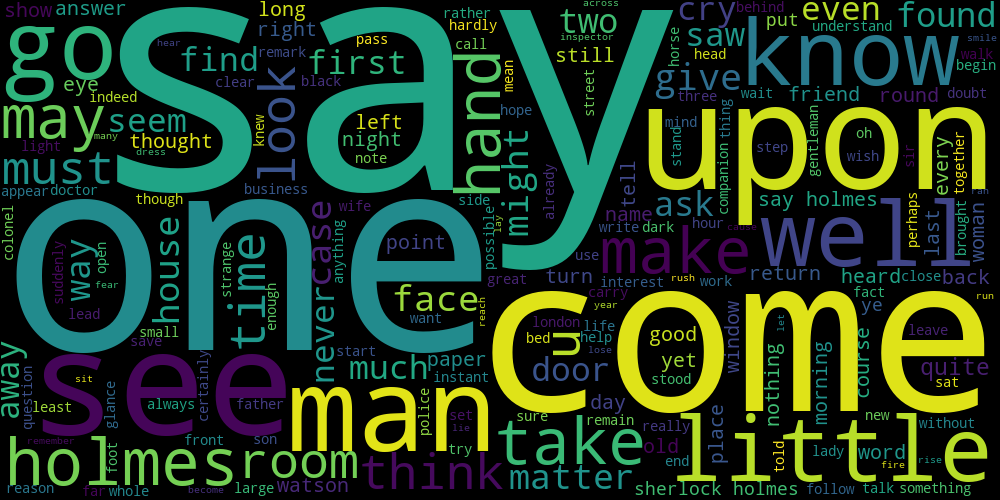 show
answer
long
right
remark
pass
rather
hardly
call
across
inspector
two
still
cry
behind
put
even
found
go
say
find
first
hear
clear
black
mean
street
horse
saw
head
understand
smile
walk
know
begin
eye
indeed
look
hope
give
three
wait
friend
round
doubt
may
seem
many
thought
dress
knew
left
night
note
hand
might
already
mind
stand
thing
companion
upon
step
oh
wish
gentleman
sir
every
together
light
must
appear
doctor
though
business
side
tell
ask
say holmes
perhaps
last
brought
woman
ran
colonel
suddenly
way
open
fear
lead
one
house
strange
time
enough
never
case
wife
anything
point
possible
lay
name
write
dark
hour
cause
make
well
return
heard
close
back
great
use
turn
interest
work
carry
rush
year
fact
ye
run
small
save
face
want
reach
come
london
life
help
lose
bed
u
good
yet
stood
window
let
leave
away
see
start
man
much
paper
instant
door
day
nothing
morning
course
quite
sat
question
sit
least
glance
always
certainly
father
police
set
lie
try
sure
remain
really
place
told
new
without
little
holmes
remember
foot
front
son
room
think
take
old
matter
end
lady
word
fire
rise
reason
far
whole
become
large
watson
sherlock holmes
follow
talk
something